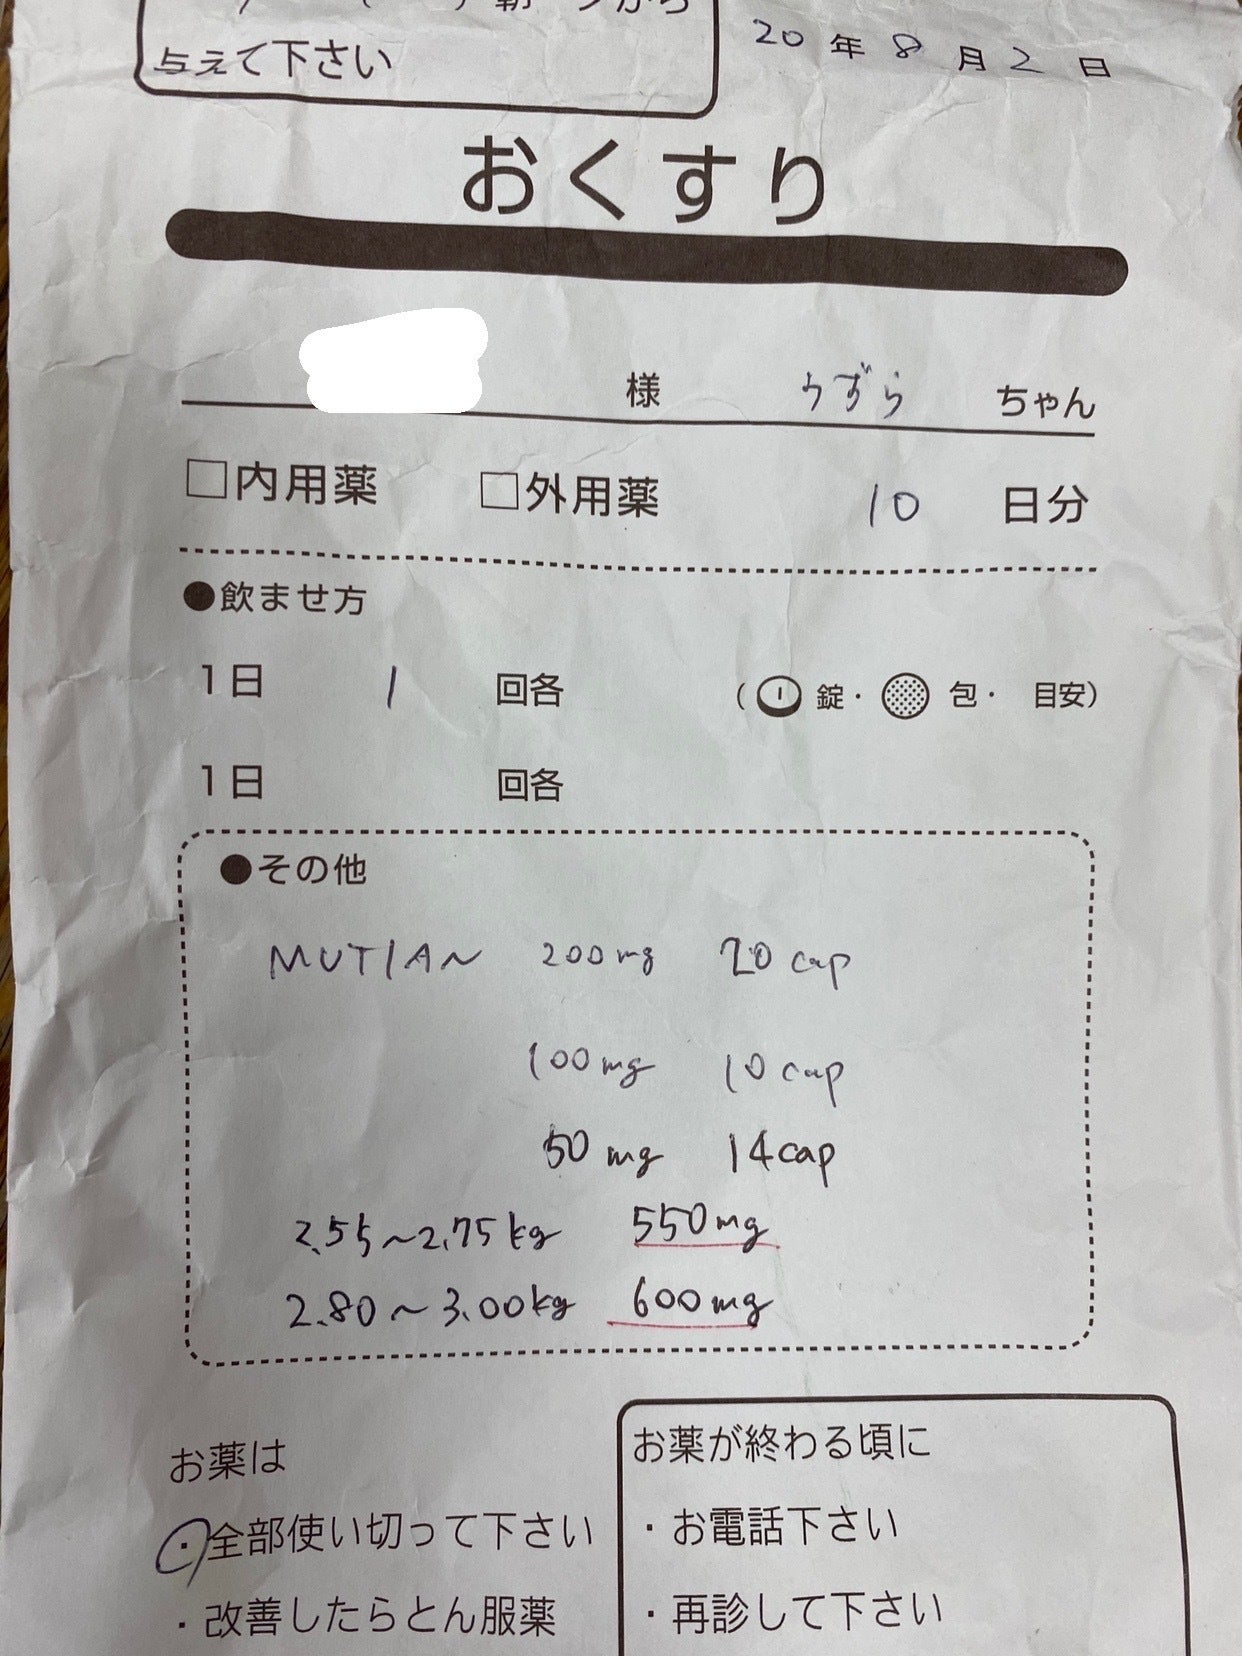 朝 から
与えて下さい
20年8月2日
おくすり
様 うずら ちゃん
□内用薬 □外用薬 10 日分
●飲ませ方
1日 1 回各 (錠・包・ 目安)
1日 回各
●その他
MUTIAN 200mg 20cap
100mg 10cap
50mg 14cap
2.55~2.75kg 550mg
2.80~3.00kg 600mg
お薬は
・全部使い切って下さい
・改善したらとん服薬
お薬が終わる頃に
・お電話下さい
・再診して下さい